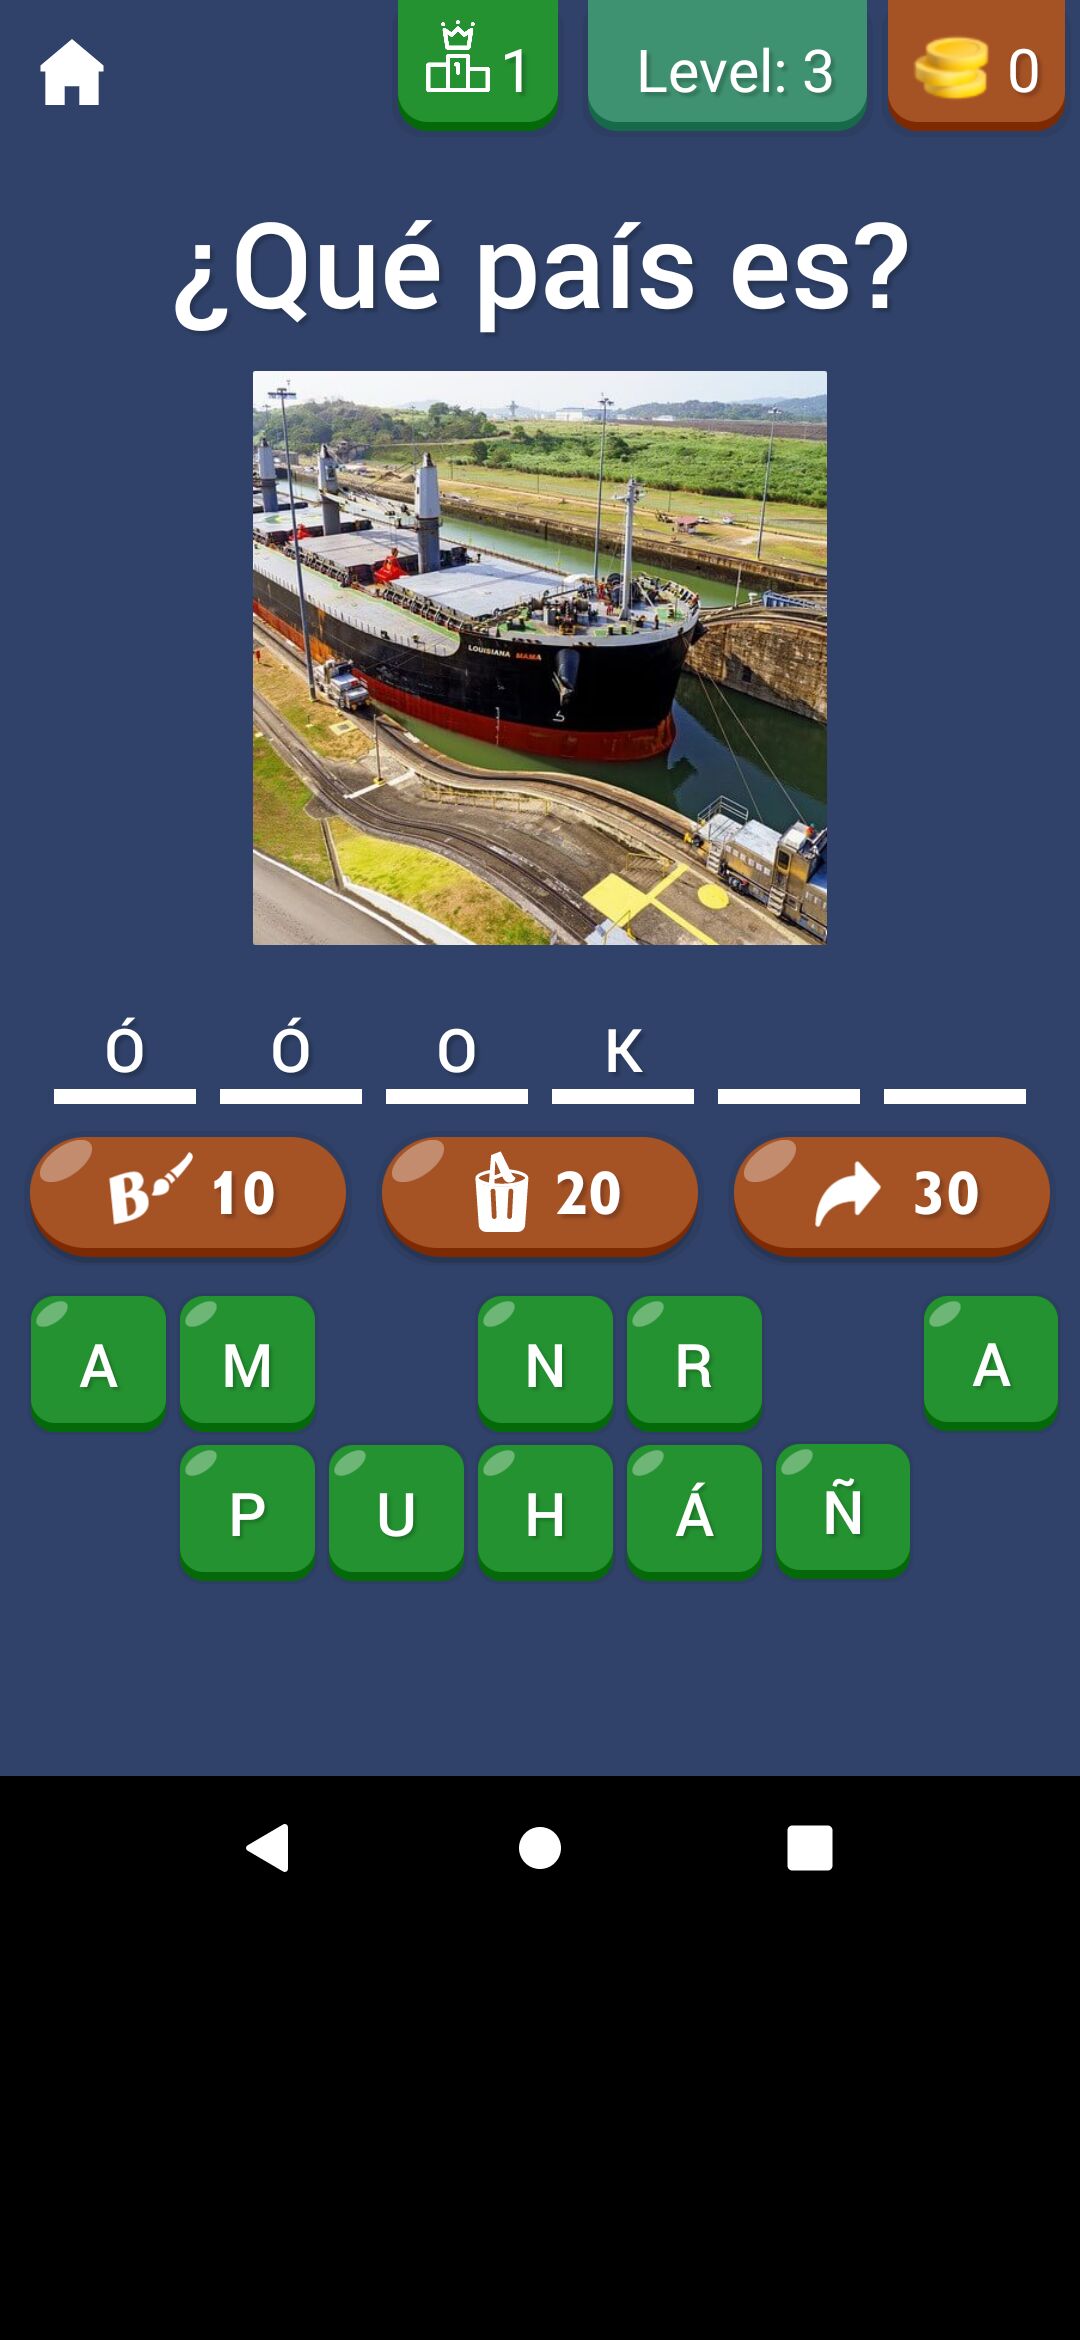 1 Level: 3 0
¿Qué país es?
LOUISIANA MAMA
Ó Ó O K
B 10 20 30
A M N R A
P U H Á Ñ